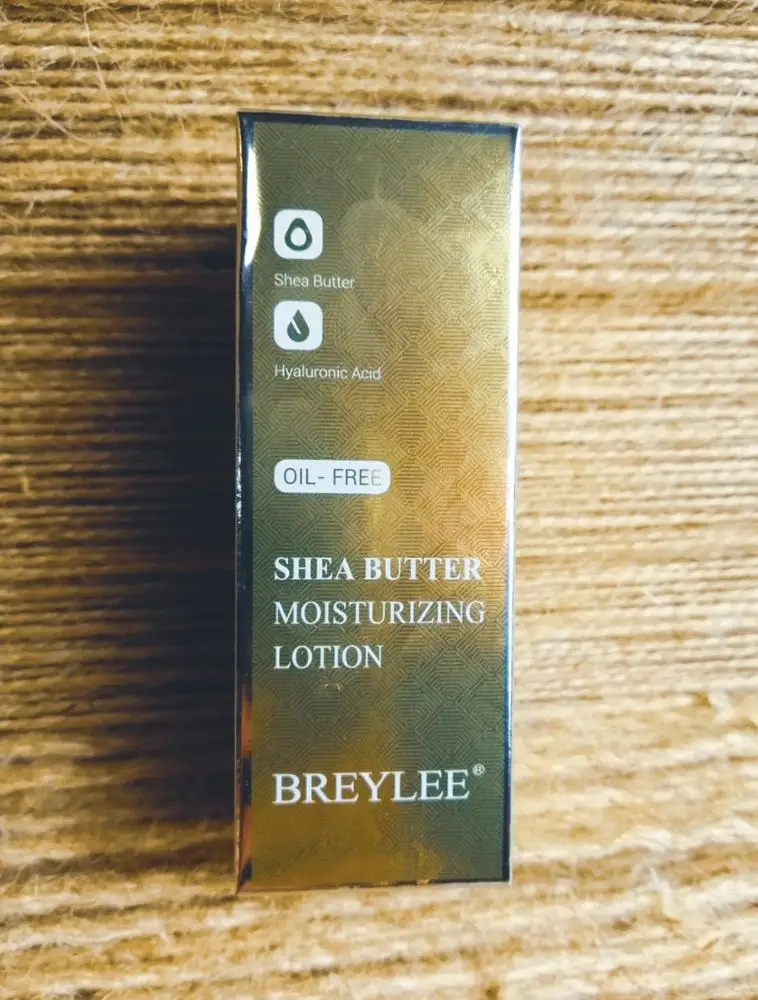 Shea Butter
Hyaluronic Acid
OIL- FREE
SHEA BUTTER
MOISTURIZING
LOTION
BREYLEE®